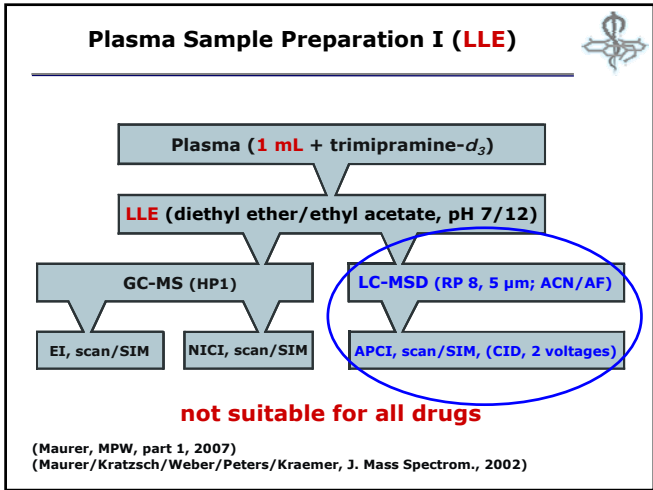 Plasma Sample Preparation I (LLE)
Plasma (1 mL + trimipramine-d3)
LLE (diethyl ether/ethyl acetate, pH 7/12)
GC-MS (HP1)
LC-MSD (RP 8, 5 µm; ACN/AF)
EI, scan/SIM
NICI, scan/SIM
APCI, scan/SIM, (CID, 2 voltages)
not suitable for all drugs
(Maurer, MPW, part 1, 2007)
(Maurer/Kratzsch/Weber/Peters/Kraemer, J. Mass Spectrom., 2002)